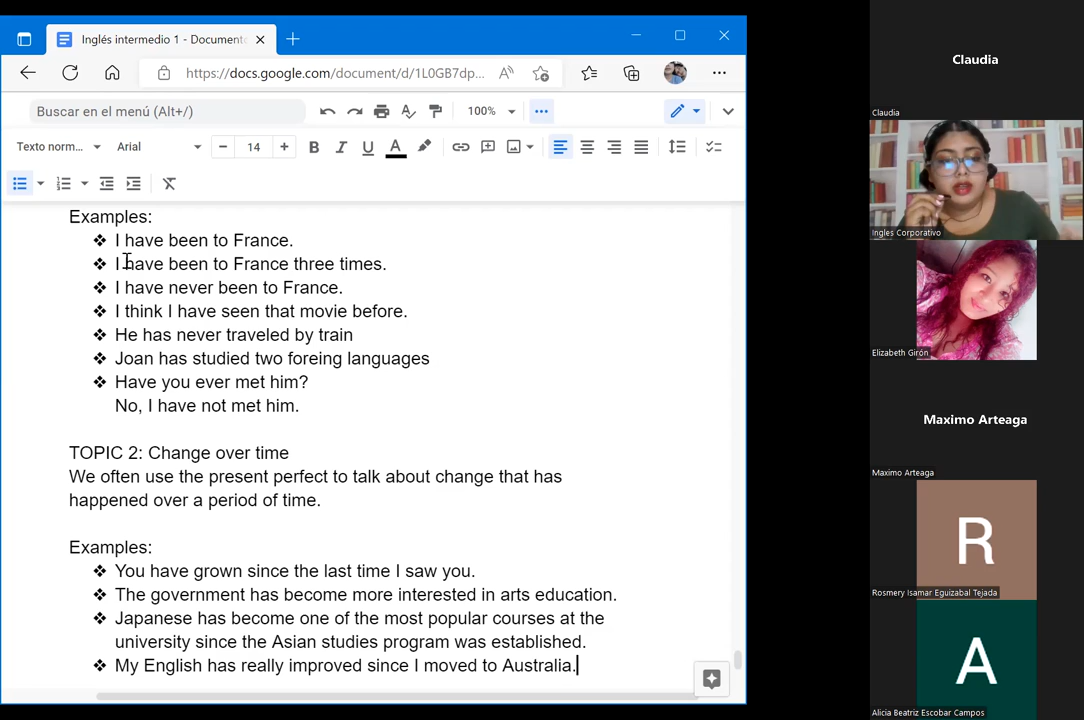 Inglés intermedio 1 - Documento
https://docs.google.com/document/d/1L0GB7dp...
Buscar en el menú (Alt+/)
100%
Texto norm...
Arial
14
Examples:
❖ I have been to France.
❖ I have been to France three times.
❖ I have never been to France.
❖ I think I have seen that movie before.
❖ He has never traveled by train
❖ Joan has studied two foreing languages
❖ Have you ever met him?
No, I have not met him.
TOPIC 2: Change over time
We often use the present perfect to talk about change that has
happened over a period of time.
Examples:
❖ You have grown since the last time I saw you.
❖ The government has become more interested in arts education.
❖ Japanese has become one of the most popular courses at the
university since the Asian studies program was established.
❖ My English has really improved since I moved to Australia.
Claudia
Claudia
Ingles Corporativo
Elizabeth Girón
Maximo Arteaga
Maximo Arteaga
R
Rosmery Isamar Eguizabal Tejada
A
Alicia Beatriz Escobar Campos